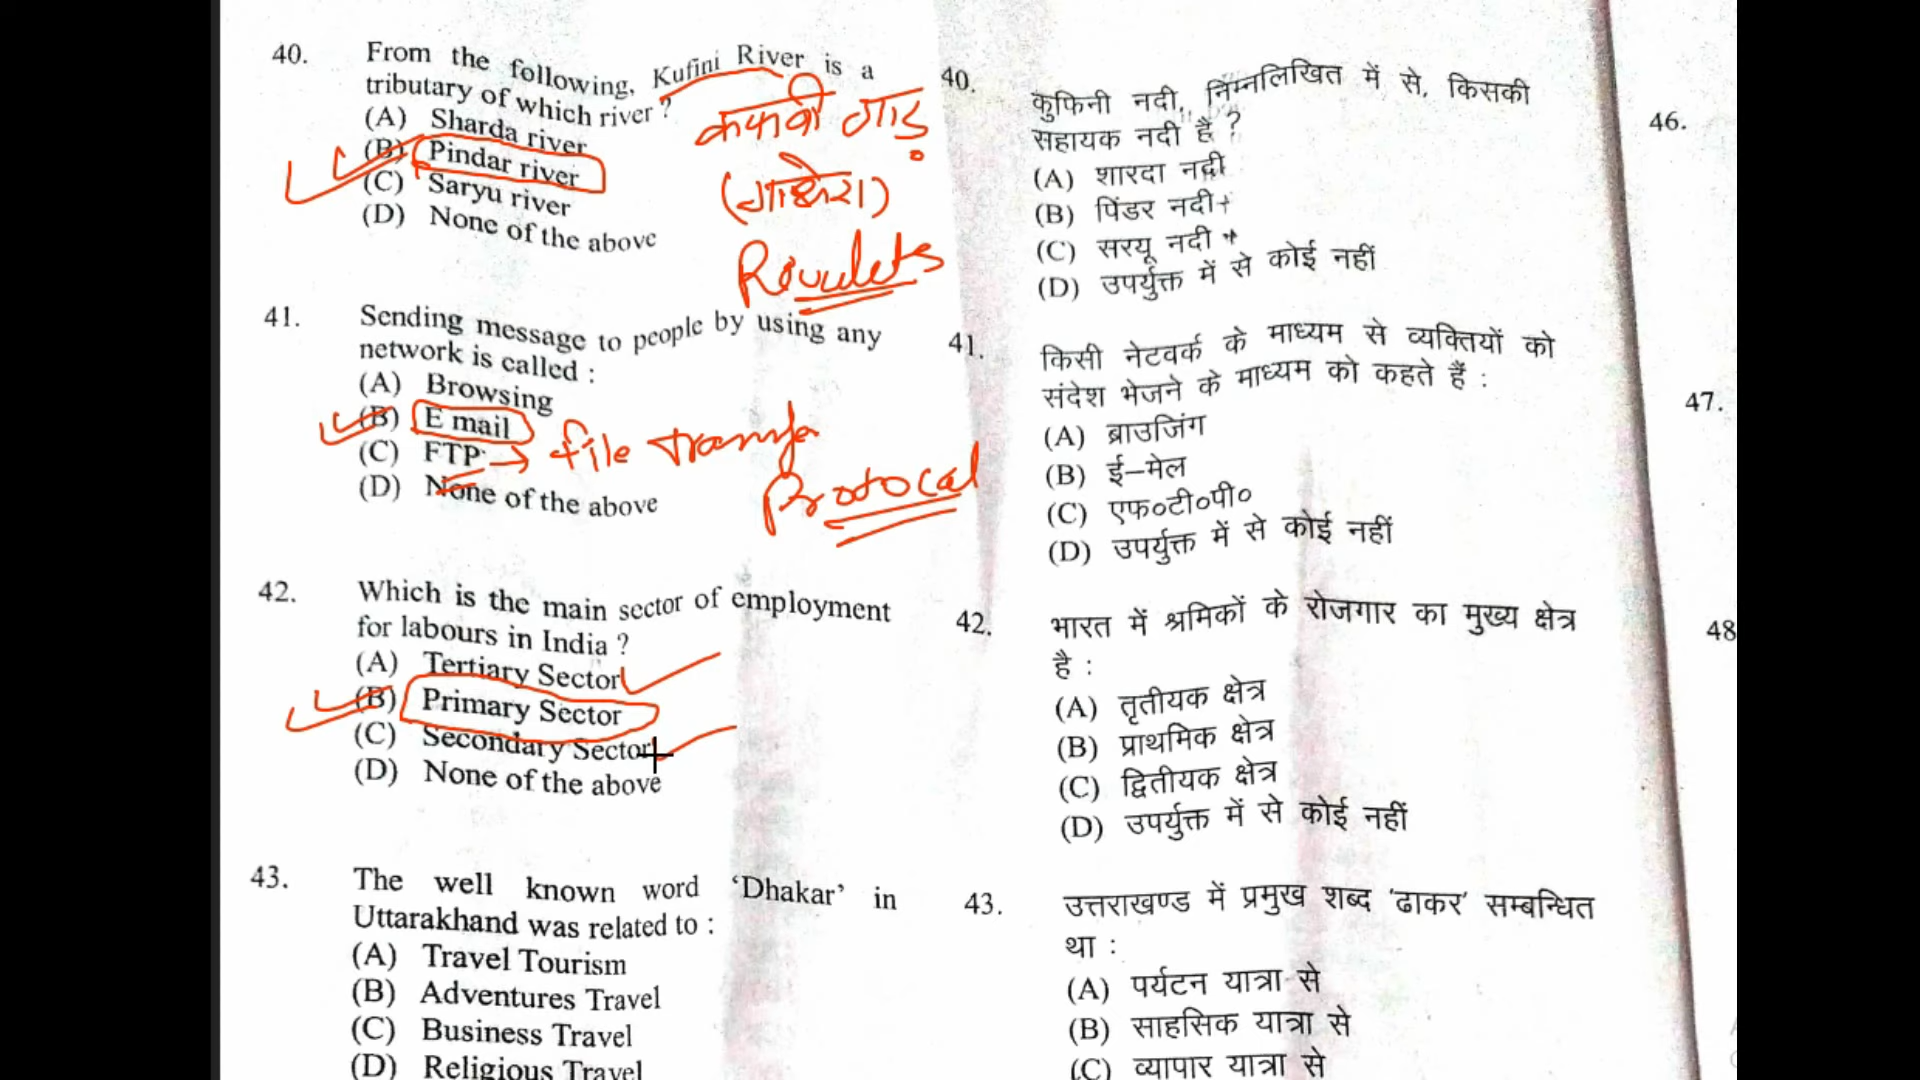 40. From the following, Kufini River is a
tributary of which river ?
(A) Sharda river
(B) Pindar river
(C) Saryu river
(D) None of the above
गाड़
41. Sending message to people by using any
network is called :
(A) Browsing
(B) E mail
(C) FTP → file transfer
Protocal
(D) None of the above
42. Which is the main sector of employment
for labours in India ?
(A) Tertiary Sector
(B) Primary Sector
(C) Secondary Sector
(D) None of the above
43. The well known word ‘Dhakar’ in
Uttarakhand was related to :
(A) Travel Tourism
(B) Adventures Travel
(C) Business Travel
(D) Religious Travel
40. कुफिनी नदी, निम्नलिखित में से, किसकी
सहायक नदी है ?
(A) शारदा नदी
(B) पिंडर नदी
(C) सरयू नदी
(D) उपर्युक्त में से कोई नहीं
41. किसी नेटवर्क के माध्यम से व्यक्तियों को
संदेश भेजने के माध्यम को कहते हैं :
(A) ब्राउजिंग
(B) ई–मेल
(C) एफ०टी०पी०
(D) उपर्युक्त में से कोई नहीं
42. भारत में श्रमिकों के रोजगार का मुख्य क्षेत्र
है :
(A) तृतीयक क्षेत्र
(B) प्राथमिक क्षेत्र
(C) द्वितीयक क्षेत्र
(D) उपर्युक्त में से कोई नहीं
43. उत्तराखण्ड में प्रमुख शब्द ‘ढाकर’ सम्बन्धित
था :
(A) पर्यटन यात्रा से
(B) साहसिक यात्रा से
(C) व्यापार यात्रा से
46.
47.
48